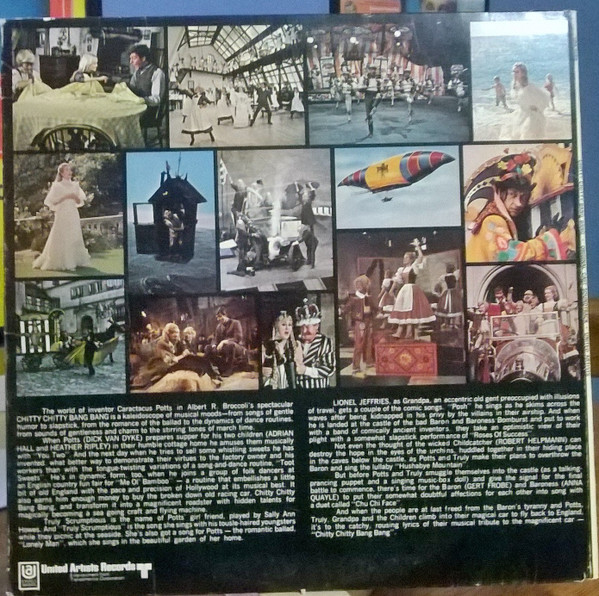 The world of inventor Caractacus Potts in Albert R. Broccoli's spectacular
CHITTY CHITTY BANG BANG is a kaleidoscope of musical moods—from songs of gentle
humor to slapstick, from the romance of the ballad to the dynamics of dance routines,
from sounds of gentleness and charm to the stirring tones of march time.
When Potts (DICK VAN DYKE) prepares supper for his two children (ADRIAN
HALL and HEATHER RIPLEY) in their humble cottage home he amuses them musically
and when the next day he tries to sell some whistling sweets he has
invented, what better way to demonstrate their virtues to the factory owner and his
workers than with the tongue-twisting variations of a song-and-dance routine, "Toot
Sweets". He's in dynamic form, too, when he joins a group of folk dancers at
an English country fair for "Me Ol' Bamboo" — a routine that embellishes a little
bit of old England with the pace and precision of Hollywood at its musical best.
Potts earns enough money to buy the broken down old racing car, Chitty Chitty
Bang Bang, and transform it into a magnificent roadster with hidden talents for
magically becoming a sea going craft and flying machine.
Truly Scrumptious is the name of Potts' girl friend, played by Sally Ann
Howes. And "Truly Scrumptious" is the song she sings with his tousle-haired youngsters
while they picnic at the seaside. She's also got a song for Potts — the romantic ballad,
"Lonely Man", which she sings in the beautiful garden of her home.
LIONEL JEFFRIES, as Grandpa, an accentric old gent preoccupied with illusions
of travel, gets a couple of the comic songs. "Posh" he sings as he skims across the
waves after being kidnapped in his privy by the villains in their airship. And when
he is landed at the castle of the bad Baron and Baroness Bomburst and put to work
with a band of comically ancient inventors, they take an optimistic view of their
plight with a somewhat slapstick performance of "Roses Of Success."
Not even thought of the wicked Childcatcher (ROBERT HELPMANN) can
destroy the hope in the eyes of the urchins, huddled together in their hiding place
in the caves below the castle, as Potts and Truly make their plans to overthrow the
Baron and sing the lullaby "Hushabye Mountain"
But before Potts and Truly smuggle themselves into the castle (as a talking-
prancing puppet and a singing music-box doll) and give the signal for the
battle to commence, there's time for the Baron (GERT FROBE) and Baroness (ANNA
QUAYLE) to put their somewhat doubtful affections for each other into song with
a duet called "Chu Chi Face"
And when the people are at last freed from the Baron's tyranny and Potts,
Truly, Grandpa and the Children climb into their magical car to fly back to England,
it's to the catchy, rousing lyrics of their musical tribute to the magnificent car —
"Chitty Chitty Bang Bang"
United Artists Records